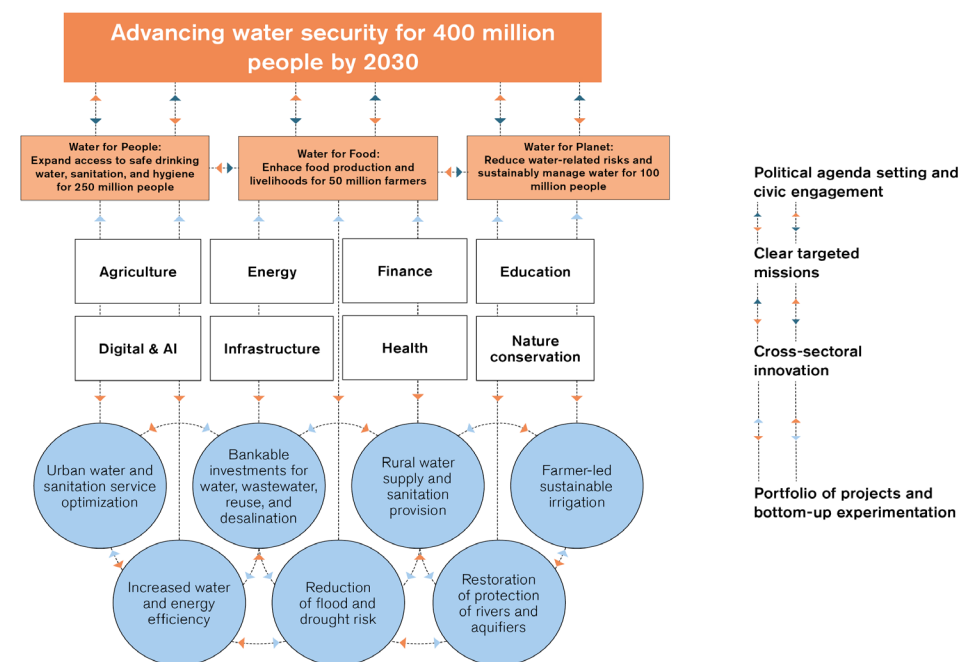 Advancing water security for 400 million
people by 2030
Water for People:
Expand access to safe drinking
water, sanitation, and hygiene
for 250 million people
Water for Food:
Enhace food production and
livelihoods for 50 million farmers
Water for Planet:
Reduce water-related risks and
sustainably manage water for 100
million people
Agriculture
Energy
Finance
Education
Digital & AI
Infrastructure
Health
Nature
conservation
Urban water and
sanitation service
optimization
Bankable
investments for
water, wastewater,
reuse, and
desalination
Rural water
supply and
sanitation
provision
Farmer-led
sustainable
irrigation
Increased water
and energy
efficiency
Reduction
of flood and
drought risk
Restoration
of protection
of rivers and
aquifiers
Political agenda setting and
civic engagement
Clear targeted
missions
Cross-sectoral
innovation
Portfolio of projects and
bottom-up experimentation